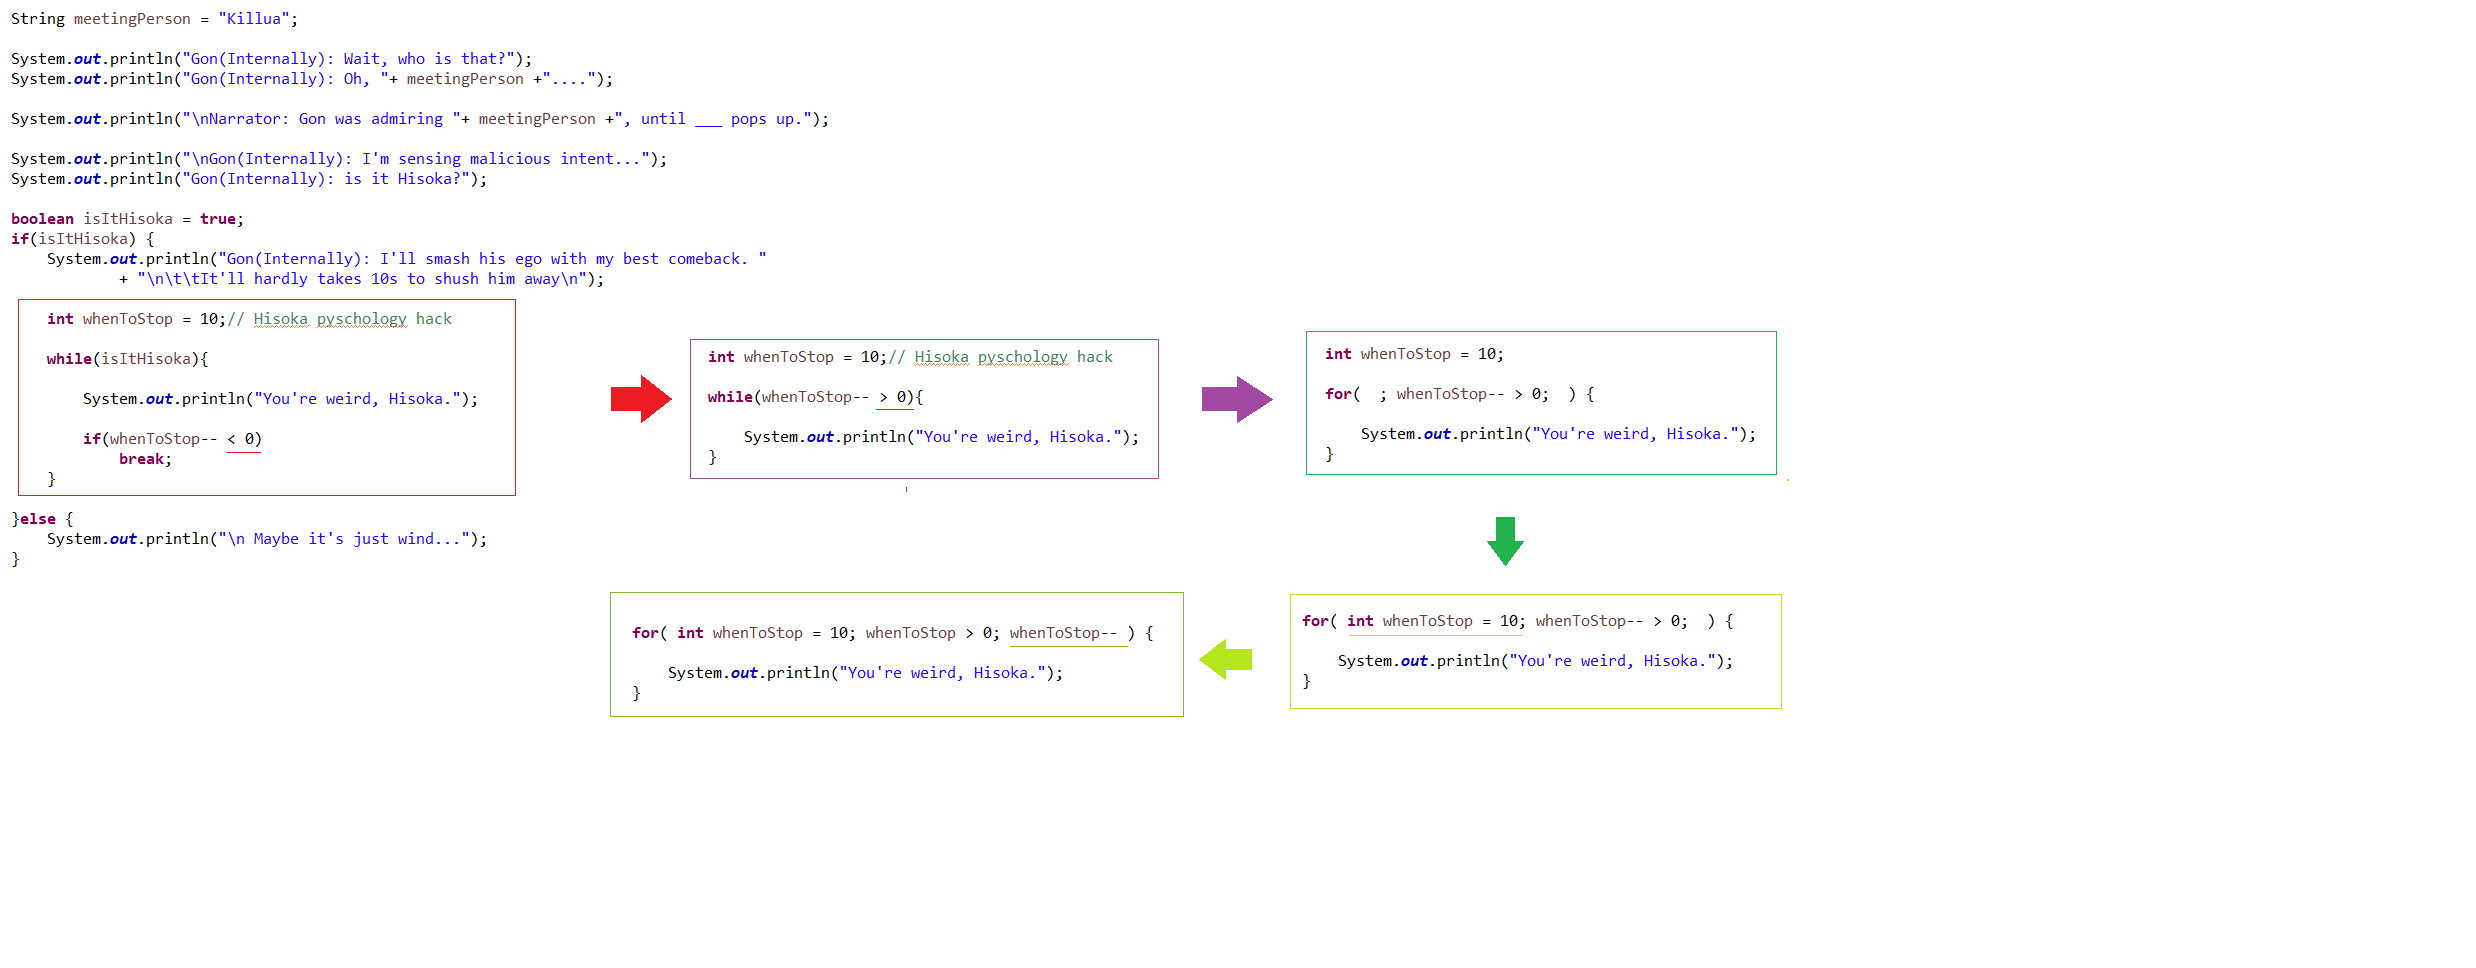 String meetingPerson = "Killua";
System.out.println("Gon(Internally): Wait, who is that?");
System.out.println("Gon(Internally): Oh, "+ meetingPerson +"....");
System.out.println("\nNarrator: Gon was admiring "+ meetingPerson +", until ___ pops up.");
System.out.println("\nGon(Internally): I'm sensing malicious intent...");
System.out.println("Gon(Internally): is it Hisoka?");
boolean isItHisoka = true;
if(isItHisoka) {
System.out.println("Gon(Internally): I'll smash his ego with my best comeback. "
+ "\n\t\tIt'll hardly takes 10s to shush him away\n");
int whenToStop = 10;// Hisoka pyschology hack
while(isItHisoka){
System.out.println("You're weird, Hisoka.");
if(whenToStop-- < 0)
break;
}
}else {
System.out.println("\n Maybe it's just wind...");
}
int whenToStop = 10;// Hisoka pyschology hack
while(whenToStop-- > 0){
System.out.println("You're weird, Hisoka.");
}
int whenToStop = 10;
for(  ; whenToStop-- > 0;  ) {
System.out.println("You're weird, Hisoka.");
}
for( int whenToStop = 10; whenToStop-- > 0;  ) {
System.out.println("You're weird, Hisoka.");
}
for( int whenToStop = 10; whenToStop > 0; whenToStop-- ) {
System.out.println("You're weird, Hisoka.");
}